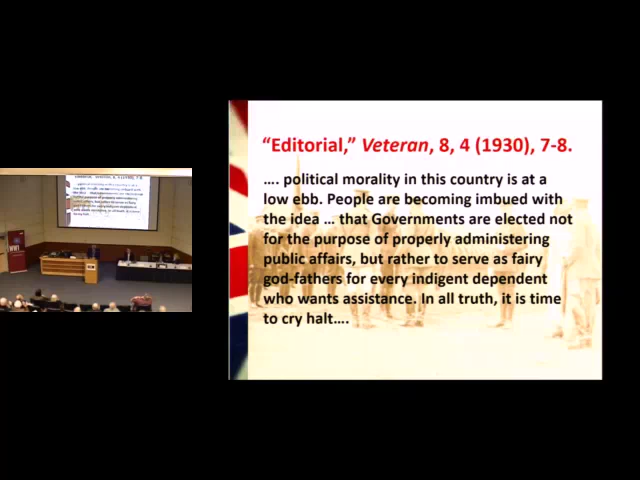 “Editorial,” Veteran, 8, 4 (1930), 7-8.
…. political morality in this country is at a
low ebb. People are becoming imbued with
the idea … that Governments are elected not
for the purpose of properly administering
public affairs, but rather to serve as fairy
god-fathers for every indigent dependent
who wants assistance. In all truth, it is time
to cry halt….